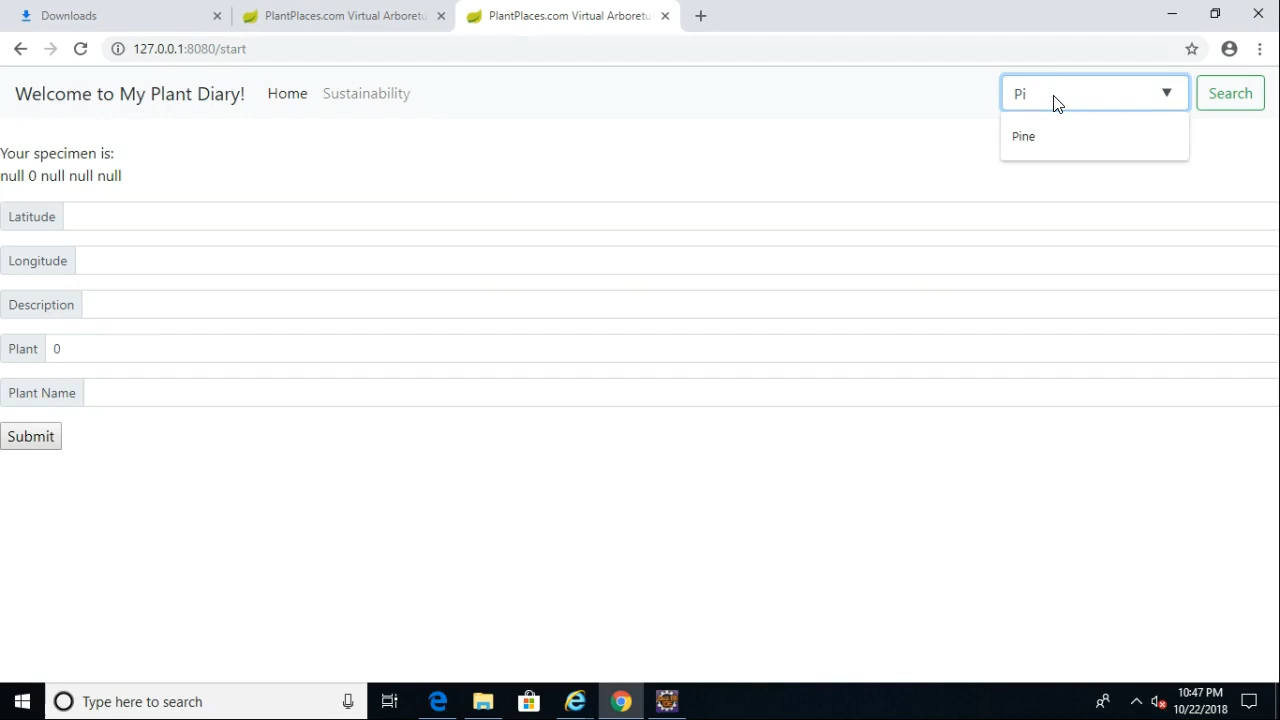 Downloads
PlantPlaces.com Virtual Arboretu
PlantPlaces.com Virtual Arboretu
127.0.0.1:8080/start
Welcome to My Plant Diary!
Home
Sustainability
Pi
Search
Pine
Your specimen is:
null 0 null null null
Latitude
Longitude
Description
Plant 0
Plant Name
Submit
Type here to search
10:47 PM
10/22/2018